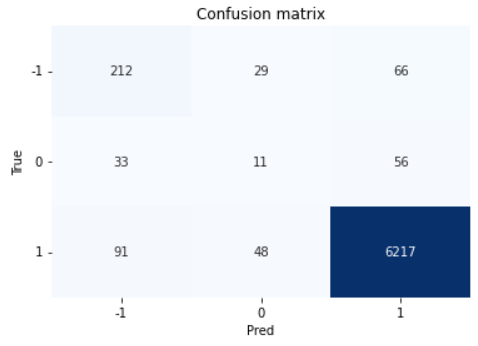 Confusion matrix
True
-1 212 29 66
0 33 11 56
1 91 48 6217
-1 0 1
Pred